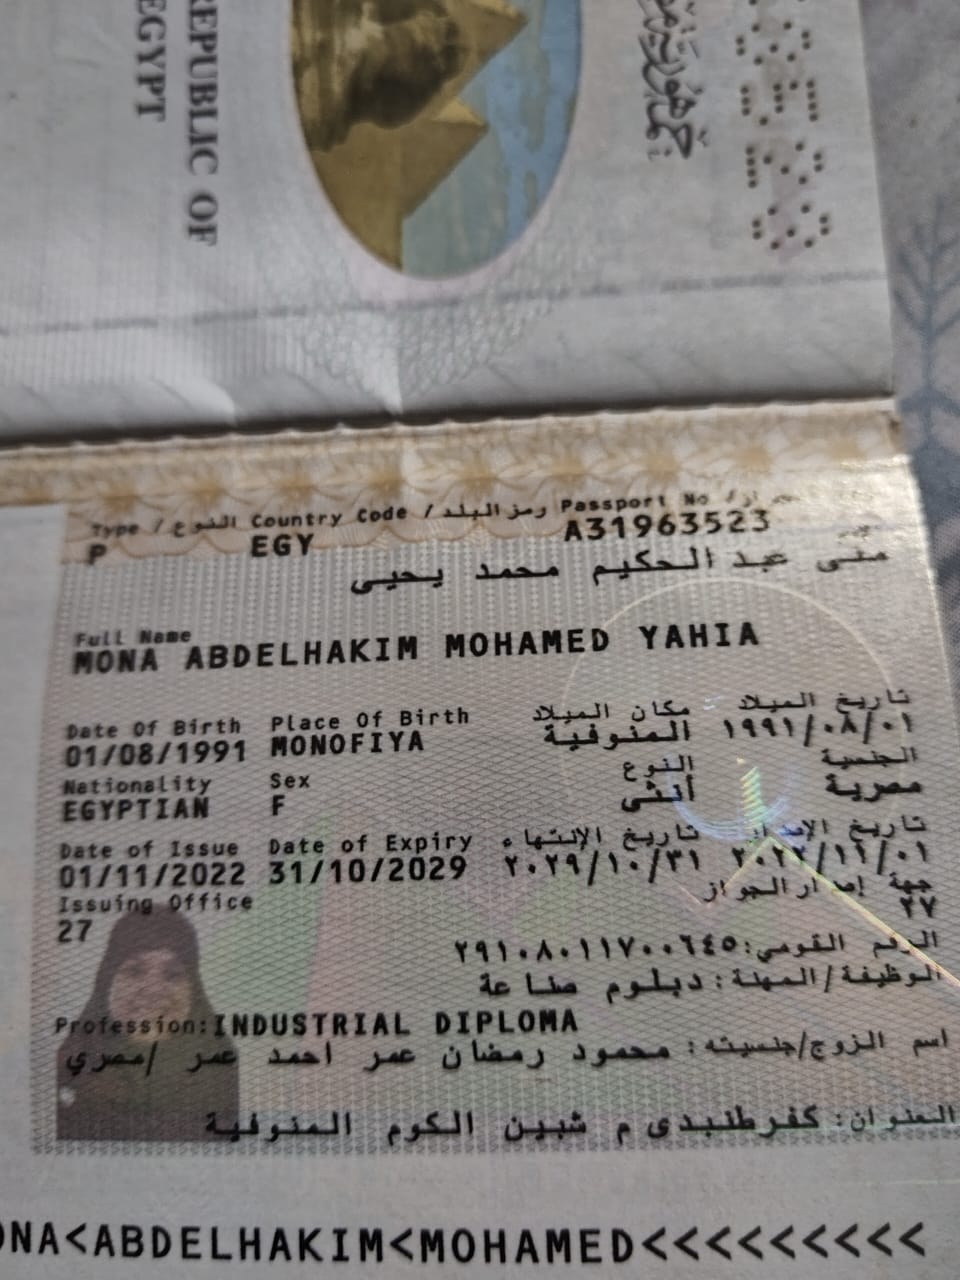 REPUBLIC OF
EGYPT
Type / النوع Country Code / رمز البلد Passport No /
P EGY A31963523
منى عبد الحكيم محمد يحيى
Full Name
MONA ABDELHAKIM MOHAMED YAHIA
Date Of Birth Place Of Birth مكان الميلاد تاريخ الميلاد
01/08/1991 MONOFIYA المنوفية ١٩٩١/٠٨/٠١
Nationality Sex النوع الجنسية
EGYPTIAN F أنثى مصرية
Date of Issue Date of Expiry تاريخ الإنتهاء تاريخ الإصدار
01/11/2022 31/10/2029 ٢٠٢٩/١٠/٣١ ٢٠٢٢/١١/٠١
Issuing Office جهة إصدار الجواز
27 ٢٧
الرقم القومى: ٢٩١٠٨٠١١٧٠٠٦٤٥
الوظيفة/المهنة: دبلوم صناعة
Profession: INDUSTRIAL DIPLOMA
اسم الزوج/جنسيته: محمود رمضان عمر احمد عمر /مصري
العنوان: كفر طنبدى م شبين الكوم المنوفية
NA<ABDELHAKIM<MOHAMED<<<<<<<<<